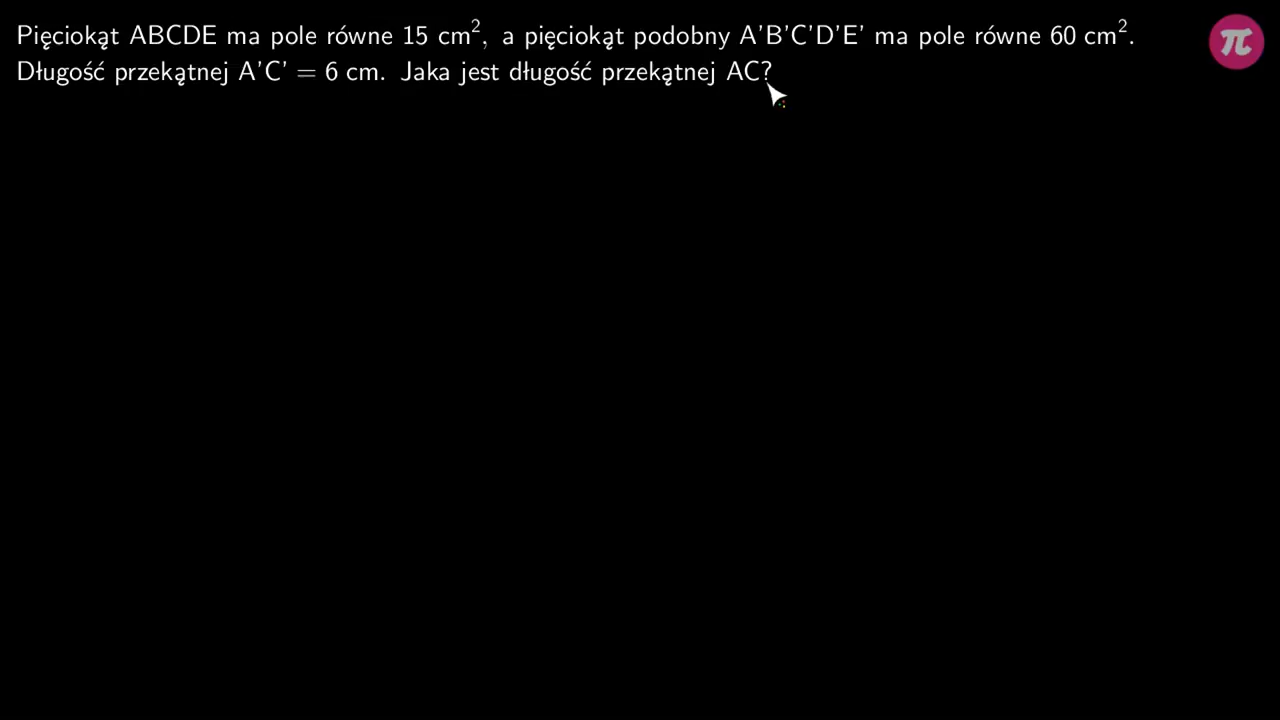 Pięciokąt ABCDE ma pole równe 15 cm², a pięciokąt podobny A'B'C'D'E' ma pole równe 60 cm².
Długość przekątnej A'C' = 6 cm. Jaka jest długość przekątnej AC?
π